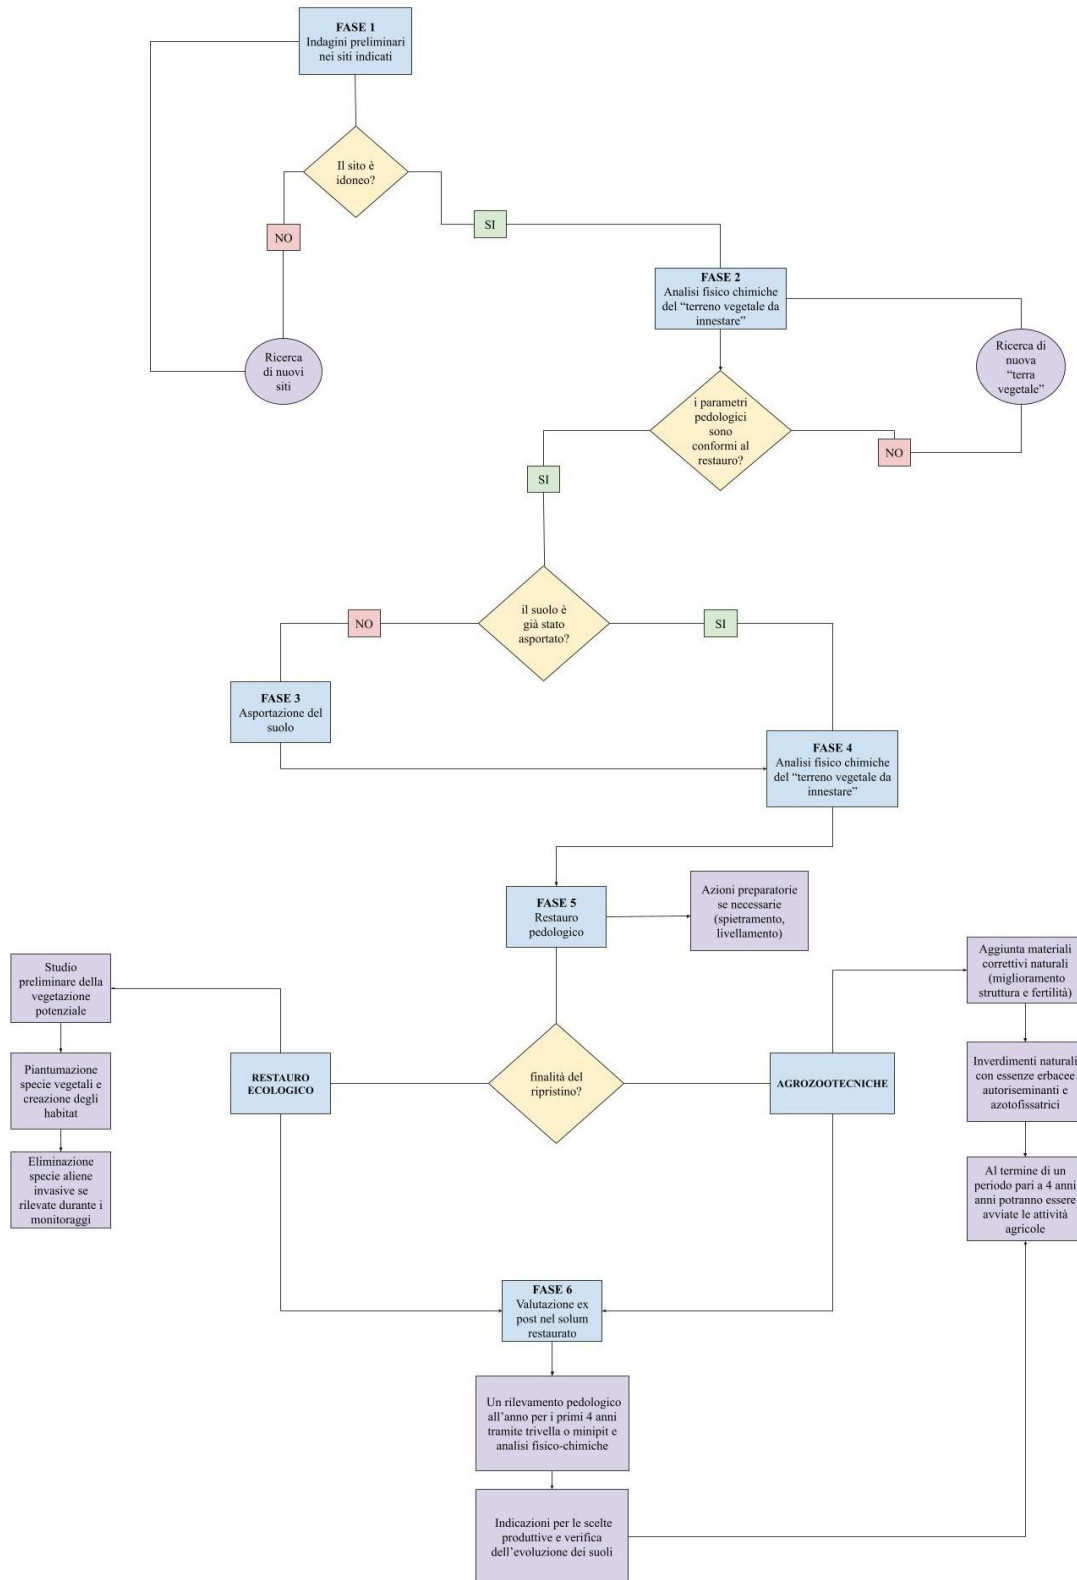 FASE 1
Indagini preliminari
nei siti indicati
Il sito è
idoneo?
NO
SI
FASE 2
Analisi fisico chimiche
del “terreno vegetale da
innestare”
Ricerca
di nuovi
siti
Ricerca di
nuova
“terra
vegetale”
i parametri
pedologici
sono
conformi al
restauro?
NO
SI
il suolo è
già stato
asportato?
NO
SI
FASE 3
Asportazione del
suolo
FASE 4
Analisi fisico chimiche
del “terreno vegetale da
innestare”
FASE 5
Restauro
pedologico
Azioni preparatorie
se necessarie
(spietramento,
livellamento)
Studio
preliminare della
vegetazione
potenziale
Piantumazione
specie vegetali e
creazione degli
habitat
Eliminazione
specie aliene
invasive se
rilevate durante i
monitoraggi
RESTAURO
ECOLOGICO
finalità del
ripristino?
AGROZOOTECNICHE
Aggiunta materiali
correttivi naturali
(miglioramento
struttura e fertilità)
Inverdimenti naturali
con essenze erbacee
autoriseminanti e
azotofissatrici
Al termine di un
periodo pari a 4 anni
anni potranno essere
avviate le attività
agricole
FASE 6
Valutazione ex
post nel solum
restaurato
Un rilevamento pedologico
all’anno per i primi 4 anni
tramite trivella o minipit e
analisi fisico-chimiche
Indicazioni per le scelte
produttive e verifica
dell’evoluzione dei suoli